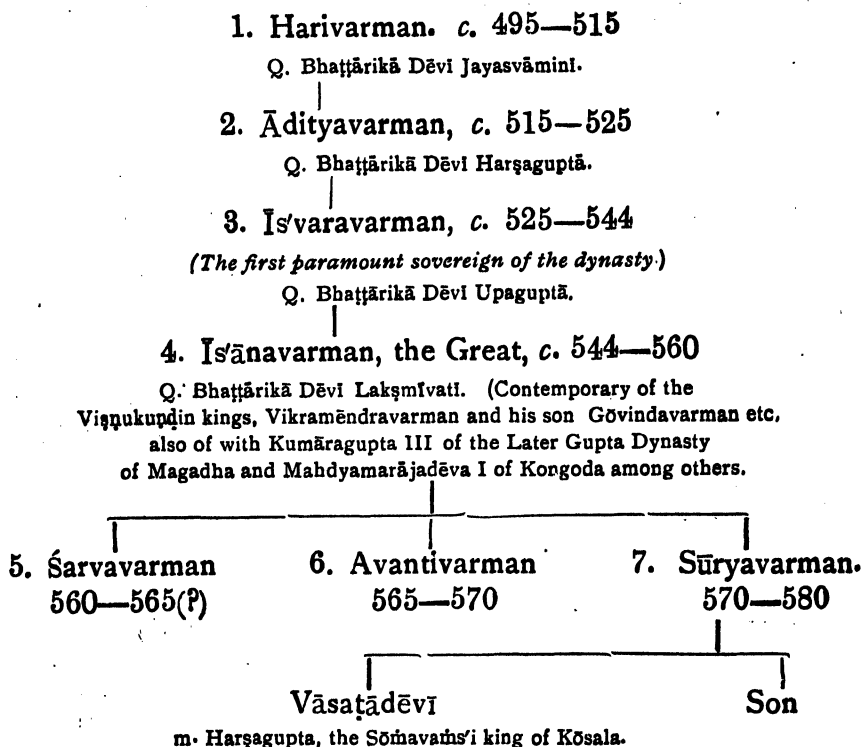 1. Harivarman. c. 495—515
Q. Bhaṭṭārikā Dēvī Jayasvāminī.
2. Ādityavarman, c. 515—525
Q. Bhaṭṭārikā Dēvī Harṣaguptā.
3. Īs'varavarman, c. 525—544
(The first paramount sovereign of the dynasty.)
Q. Bhaṭṭārikā Dēvī Upaguptā.
4. Īs'ānavarman, the Great, c. 544—560
Q. Bhaṭṭārikā Dēvī Lakṣmīvatī. (Contemporary of the
Viṣṇukuṇḍin kings, Vikramēndravarman and his son Gōvindavarman etc.
also of with Kumāragupta III of the Later Gupta Dynasty
of Magadha and Mahdyamarājadēva I of Kongoda among others.
5. Śarvavarman 6. Avantivarman 7. Sūryavarman.
560—565(?) 565—570 570—580
Vāsaṭādēvī Son
m. Harṣagupta, the Sōmavaṁs'i king of Kōsala.